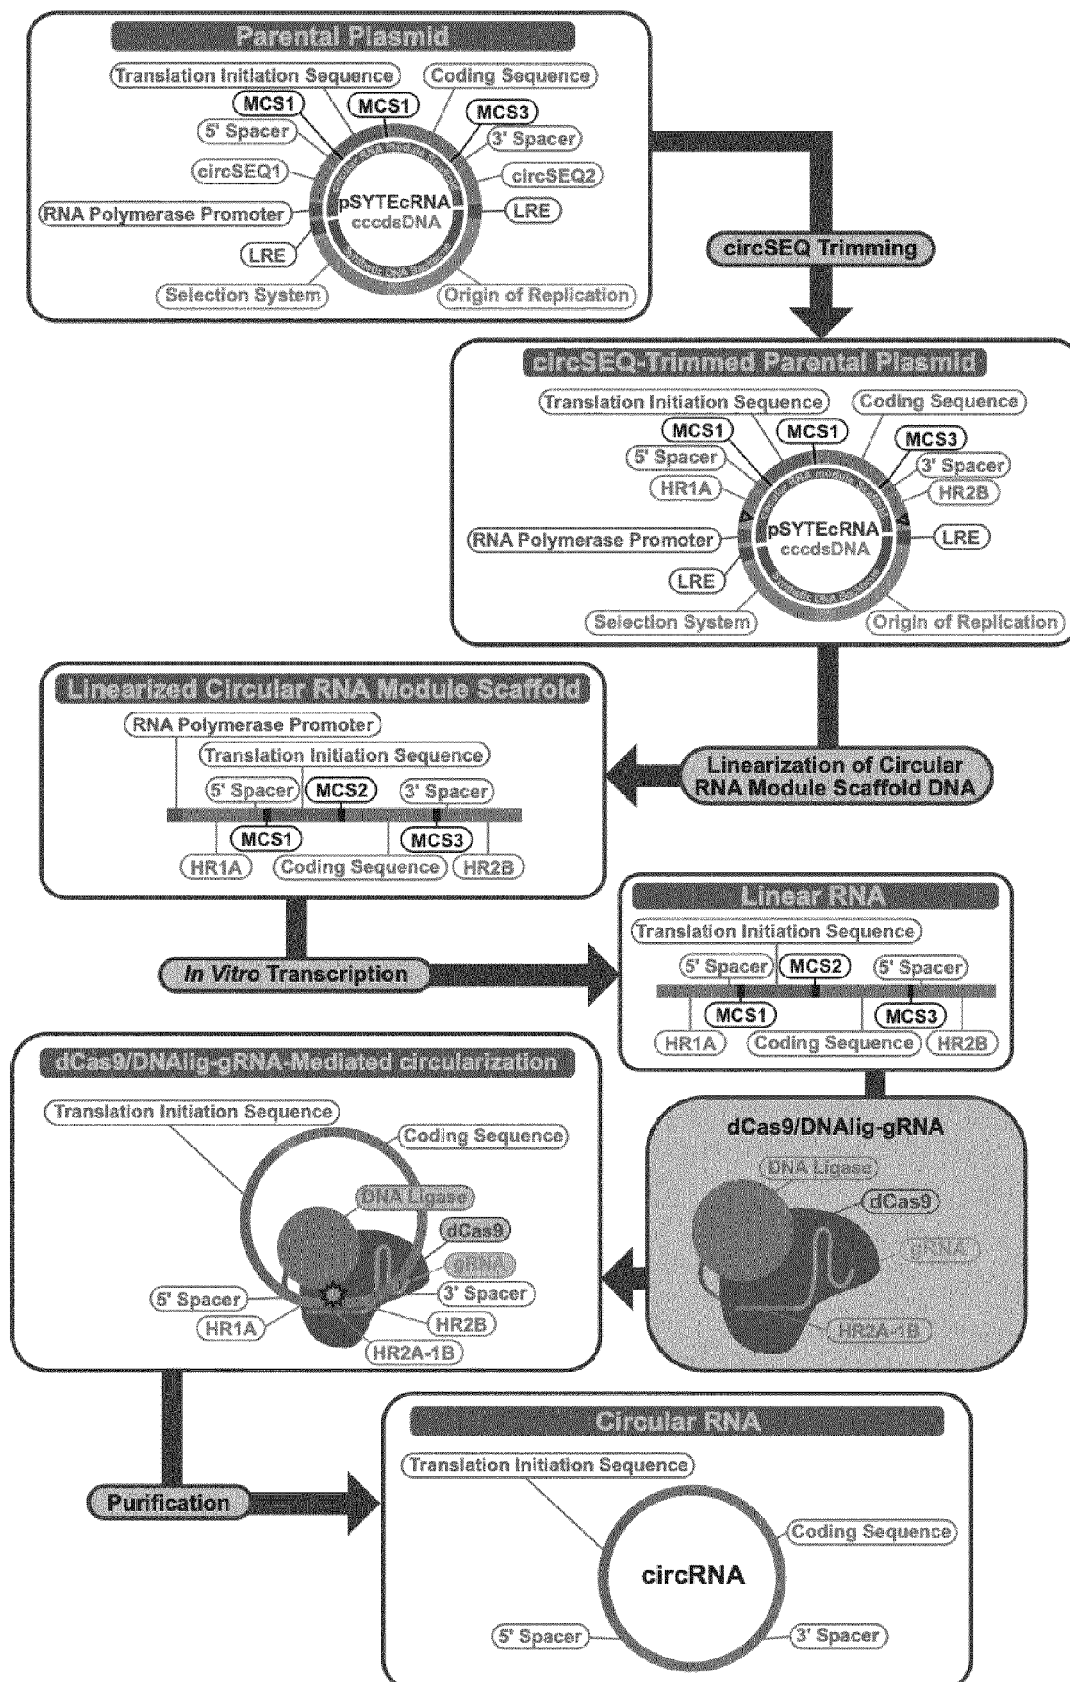 Parental Plasmid
Translation Initiation Sequence
Coding Sequence
MCS1
MCS1
MCS3
5' Spacer
3' Spacer
circSEQ1
circSEQ2
pSYTEcRNA
cccdsDNA
RNA Polymerase Promoter
LRE
LRE
Selection System
Origin of Replication
circSEQ Trimming
circSEQ-Trimmed Parental Plasmid
Translation Initiation Sequence
Coding Sequence
MCS1
MCS1
MCS3
5' Spacer
3' Spacer
HR1A
HR2B
pSYTEcRNA
cccdsDNA
RNA Polymerase Promoter
LRE
LRE
Selection System
Origin of Replication
Linearization of Circular
RNA Module Scaffold DNA
Linearized Circular RNA Module Scaffold
RNA Polymerase Promoter
Translation Initiation Sequence
5' Spacer
MCS2
3' Spacer
MCS1
MCS3
HR1A
Coding Sequence
HR2B
In Vitro Transcription
Linear RNA
Translation Initiation Sequence
5' Spacer
MCS2
5' Spacer
MCS1
MCS3
HR1A
Coding Sequence
HR2B
dCas9/DNAlig-gRNA
DNA Ligase
dCas9
gRNA
HR2A-1B
dCas9/DNAlig-gRNA-Mediated circularization
Translation Initiation Sequence
Coding Sequence
DNA Ligase
dCas9
gRNA
5' Spacer
3' Spacer
HR1A
HR2B
HR2A-1B
Purification
Circular RNA
Translation Initiation Sequence
Coding Sequence
circRNA
5' Spacer
3' Spacer